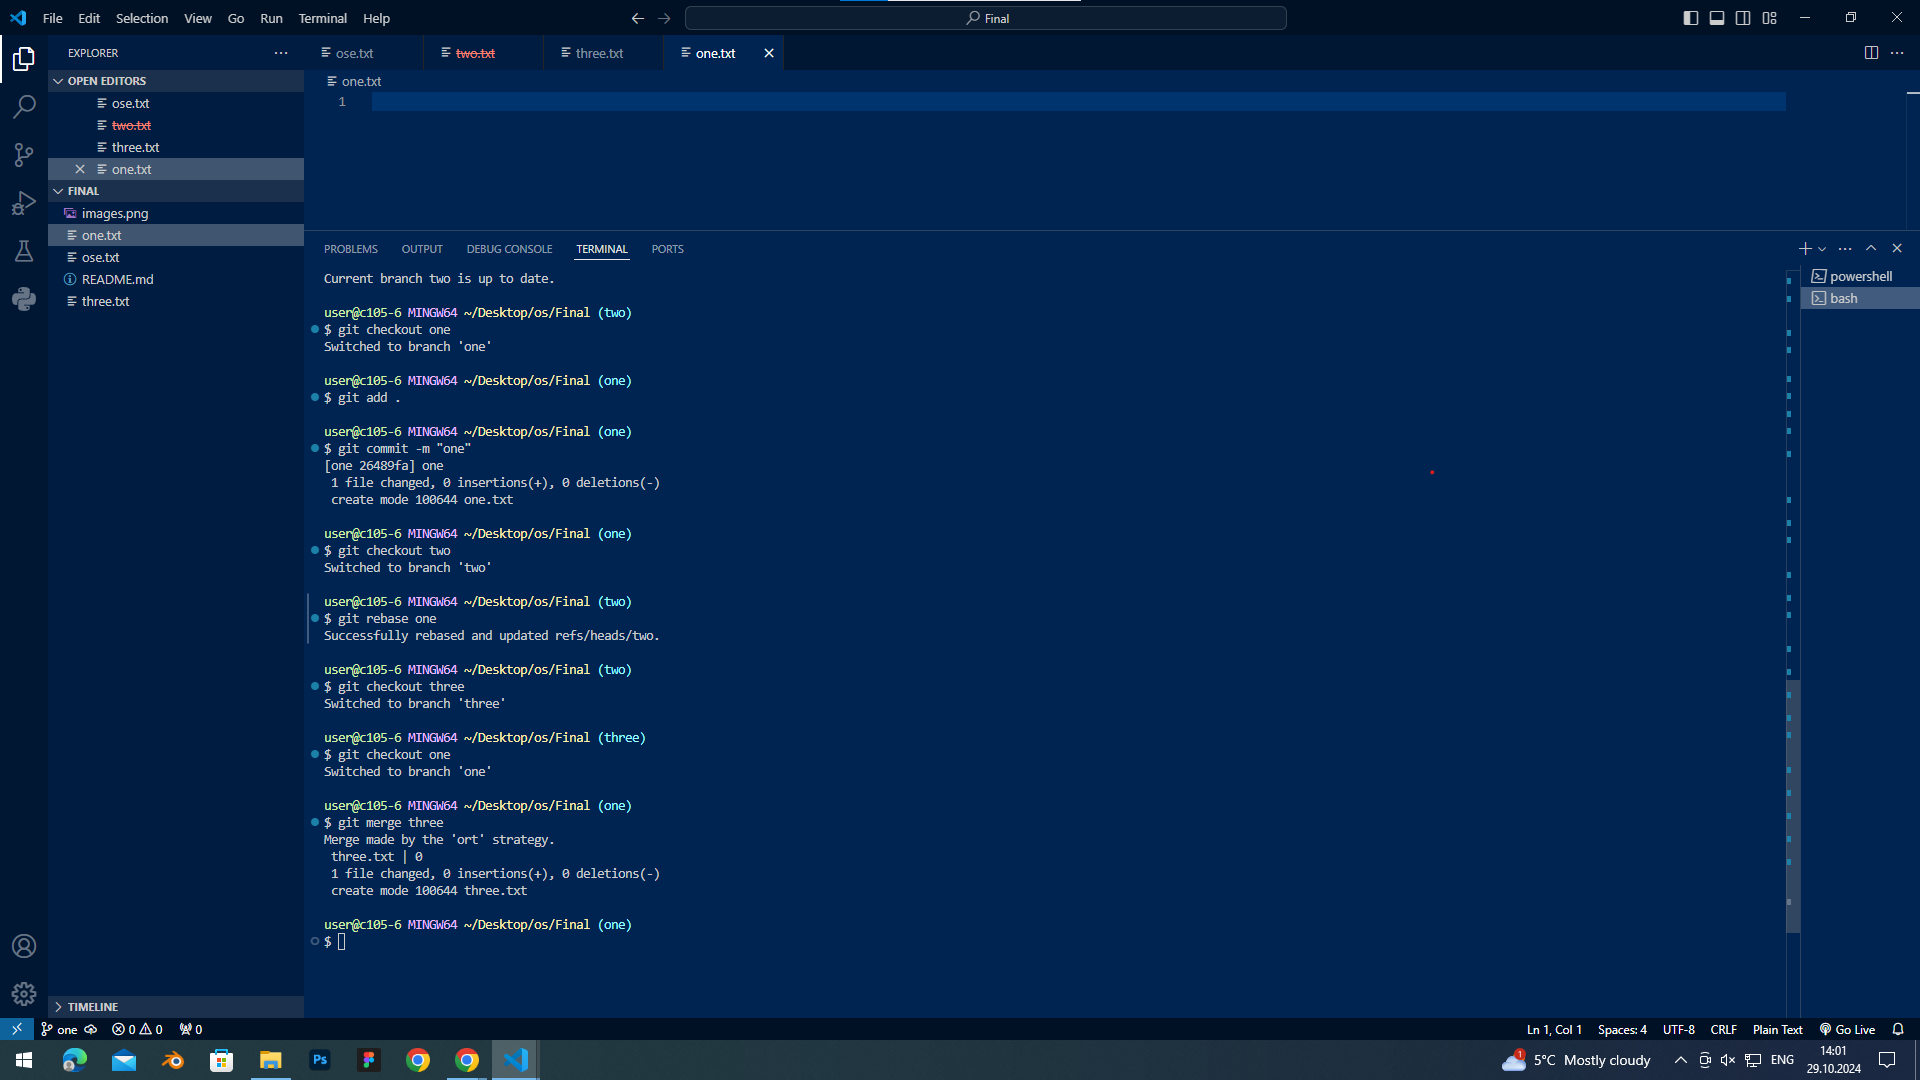 File Edit Selection View Go Run Terminal Help
Final
EXPLORER
OPEN EDITORS
ose.txt
two.txt
three.txt
one.txt
FINAL
images.png
one.txt
ose.txt
README.md
three.txt
TIMELINE
ose.txt two.txt three.txt one.txt
one.txt
1
PROBLEMS OUTPUT DEBUG CONSOLE TERMINAL PORTS
powershell
bash
Current branch two is up to date.
user@c105-6 MINGW64 ~/Desktop/os/Final (two)
$ git checkout one
Switched to branch 'one'
user@c105-6 MINGW64 ~/Desktop/os/Final (one)
$ git add .
user@c105-6 MINGW64 ~/Desktop/os/Final (one)
$ git commit -m "one"
[one 26489fa] one
1 file changed, 0 insertions(+), 0 deletions(-)
create mode 100644 one.txt
user@c105-6 MINGW64 ~/Desktop/os/Final (one)
$ git checkout two
Switched to branch 'two'
user@c105-6 MINGW64 ~/Desktop/os/Final (two)
$ git rebase one
Successfully rebased and updated refs/heads/two.
user@c105-6 MINGW64 ~/Desktop/os/Final (two)
$ git checkout three
Switched to branch 'three'
user@c105-6 MINGW64 ~/Desktop/os/Final (three)
$ git checkout one
Switched to branch 'one'
user@c105-6 MINGW64 ~/Desktop/os/Final (one)
$ git merge three
Merge made by the 'ort' strategy.
three.txt | 0
1 file changed, 0 insertions(+), 0 deletions(-)
create mode 100644 three.txt
user@c105-6 MINGW64 ~/Desktop/os/Final (one)
$
one 0 0 0
Ln 1, Col 1 Spaces: 4 UTF-8 CRLF Plain Text Go Live
Ps
1 5°C Mostly cloudy ENG
14:01
29.10.2024